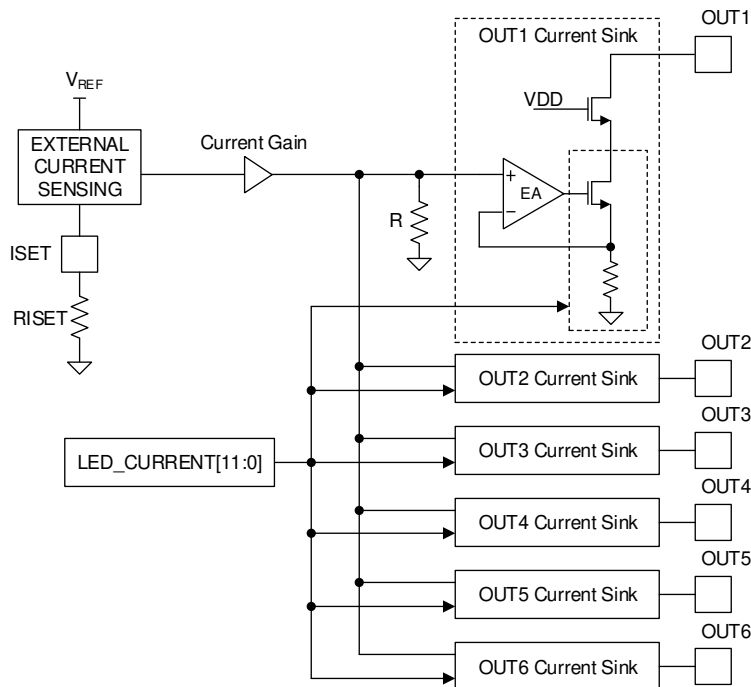 OUT1
OUT1 Current Sink
VREF
VDD
EXTERNAL
CURRENT
SENSING
Current Gain
+
EA
−
R
ISET
RISET
OUT2
OUT2 Current Sink
OUT3
OUT3 Current Sink
LED_CURRENT[11:0]
OUT4
OUT4 Current Sink
OUT5
OUT5 Current Sink
OUT6
OUT6 Current Sink